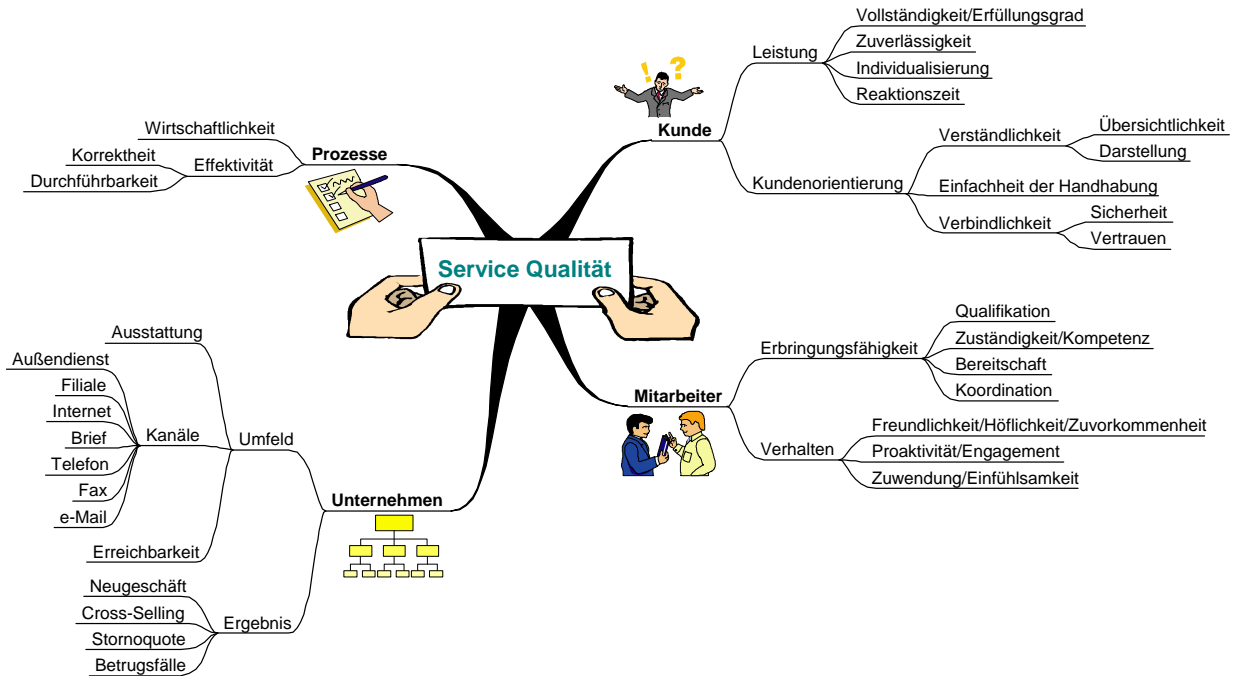 Service Qualität
Kunde
Leistung
Vollständigkeit/Erfüllungsgrad
Zuverlässigkeit
Individualisierung
Reaktionszeit
Kundenorientierung
Verständlichkeit
Übersichtlichkeit
Darstellung
Einfachheit der Handhabung
Verbindlichkeit
Sicherheit
Vertrauen
Mitarbeiter
Erbringungsfähigkeit
Qualifikation
Zuständigkeit/Kompetenz
Bereitschaft
Koordination
Verhalten
Freundlichkeit/Höflichkeit/Zuvorkommenheit
Proaktivität/Engagement
Zuwendung/Einfühlsamkeit
Prozesse
Wirtschaftlichkeit
Effektivität
Korrektheit
Durchführbarkeit
Unternehmen
Umfeld
Ausstattung
Kanäle
Außendienst
Filiale
Internet
Brief
Telefon
Fax
e-Mail
Erreichbarkeit
Ergebnis
Neugeschäft
Cross-Selling
Stornoquote
Betrugsfälle
! ?